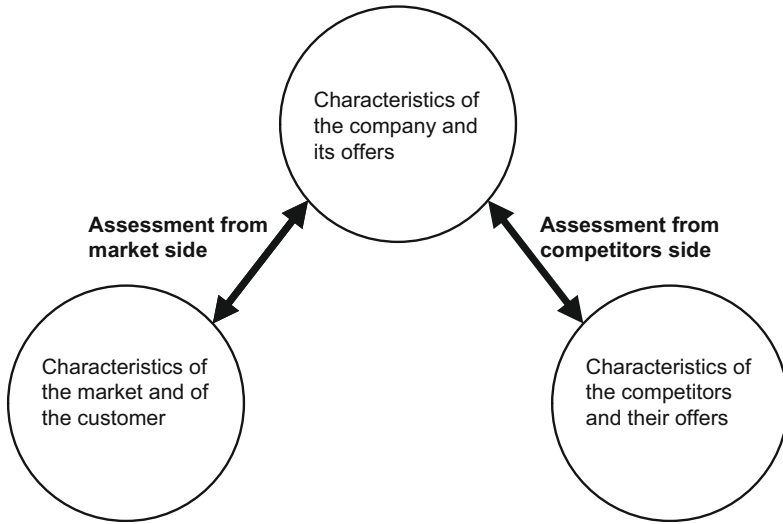 Characteristics of
the company and
its offers
Assessment from
market side
Assessment from
competitors side
Characteristics of
the market and of
the customer
Characteristics of
the competitors
and their offers